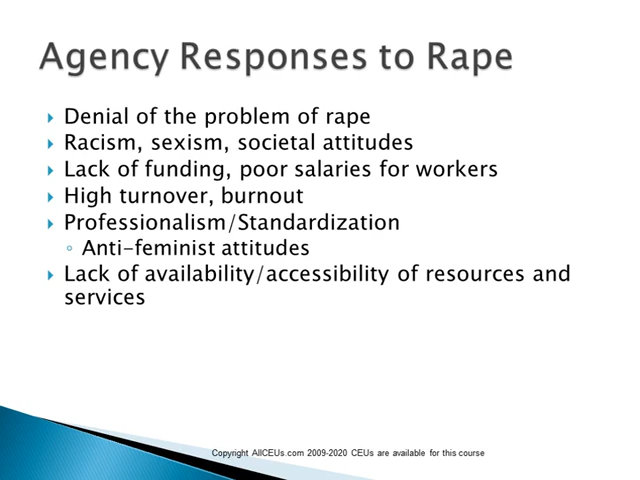 Agency Responses to Rape
Denial of the problem of rape
Racism, sexism, societal attitudes
Lack of funding, poor salaries for workers
High turnover, burnout
Professionalism/Standardization
Anti-feminist attitudes
Lack of availability/accessibility of resources and
services
Copyright AllCEUs.com 2009-2020 CEUs are available for this course